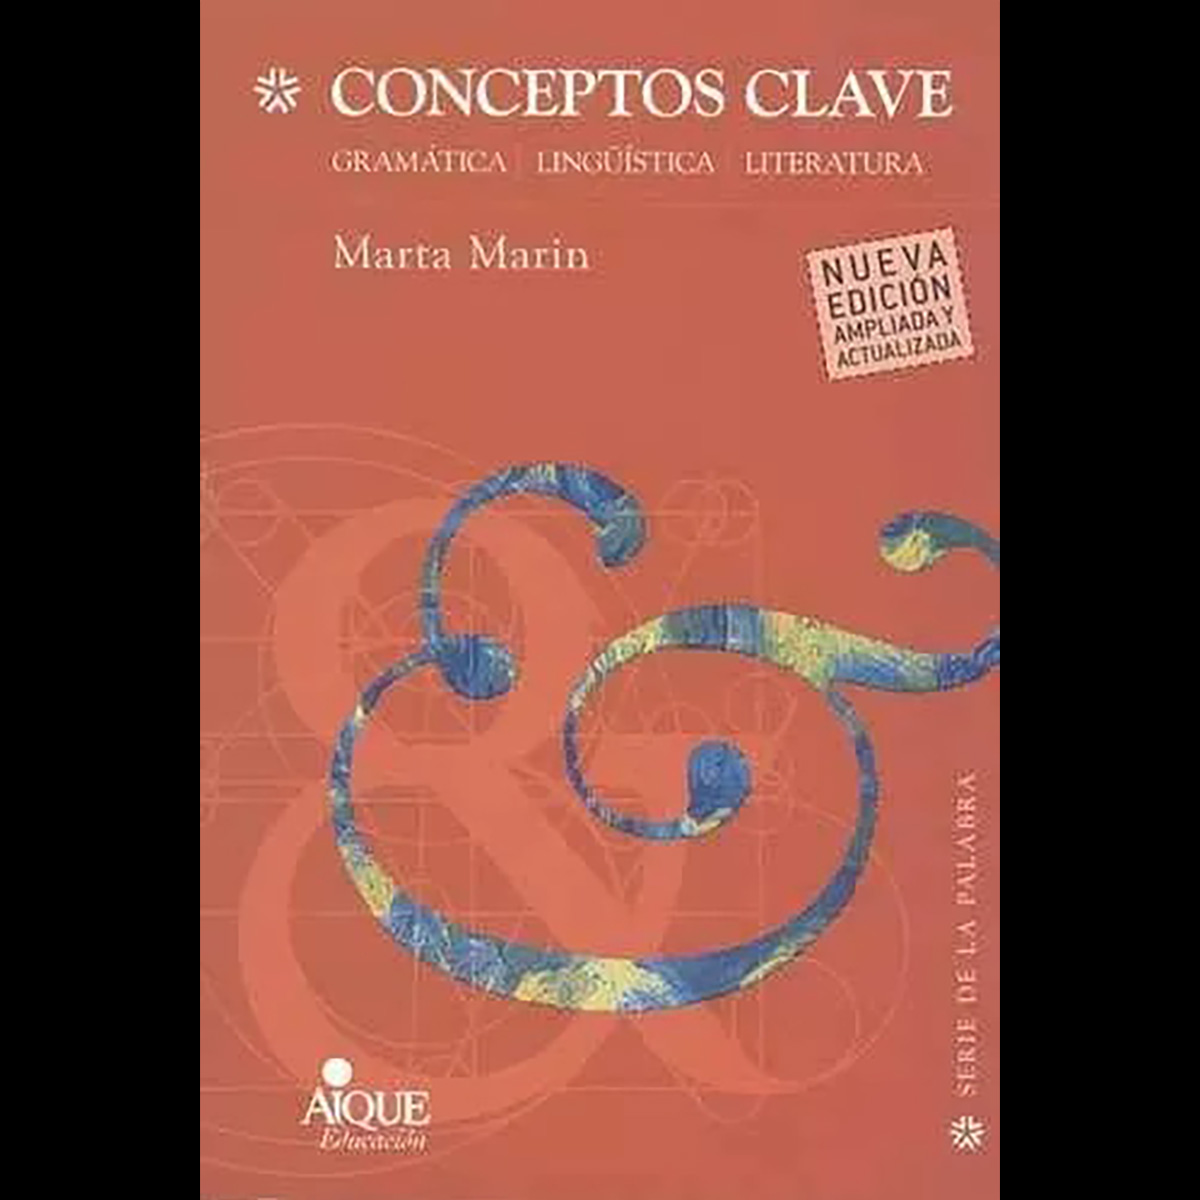 CONCEPTOS CLAVE
GRAMÁTICA | LINGÜÍSTICA | LITERATURA
Marta Marin
NUEVA
EDICIÓN
AMPLIADA Y
ACTUALIZADA
SERIE DE LA PALABRA
AIQUE
Educación